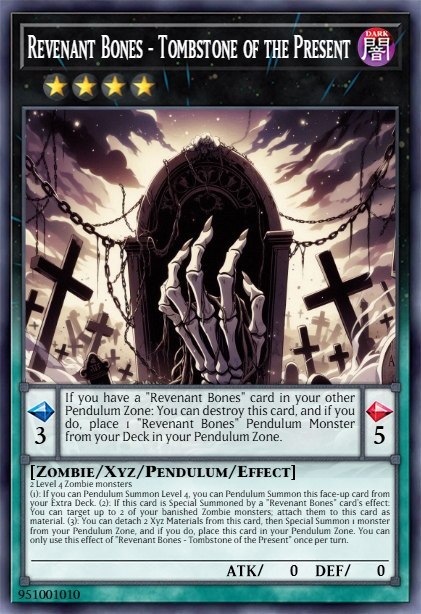 REVENANT BONES - TOMBSTONE OF THE PRESENT
DARK
闇
If you have a "Revenant Bones" card in your other
Pendulum Zone: You can destroy this card, and if you
do, place 1 "Revenant Bones" Pendulum Monster
from your Deck in your Pendulum Zone.
3
5
[ZOMBIE/XYZ/PENDULUM/EFFECT]
2 Level 4 Zombie monsters
(1): If you can Pendulum Summon Level 4, you can Pendulum Summon this face-up card from
your Extra Deck. (2): If this card is Special Summoned by a "Revenant Bones" card's effect:
You can target up to 2 of your banished Zombie monsters; attach them to this card as
material. (3): You can detach 2 Xyz Materials from this card, then Special Summon 1 monster
from your Pendulum Zone, and if you do, place this card in your Pendulum Zone. You can
only use this effect of "Revenant Bones - Tombstone of the Present" once per turn.
ATK/ 0 DEF/ 0
951001010